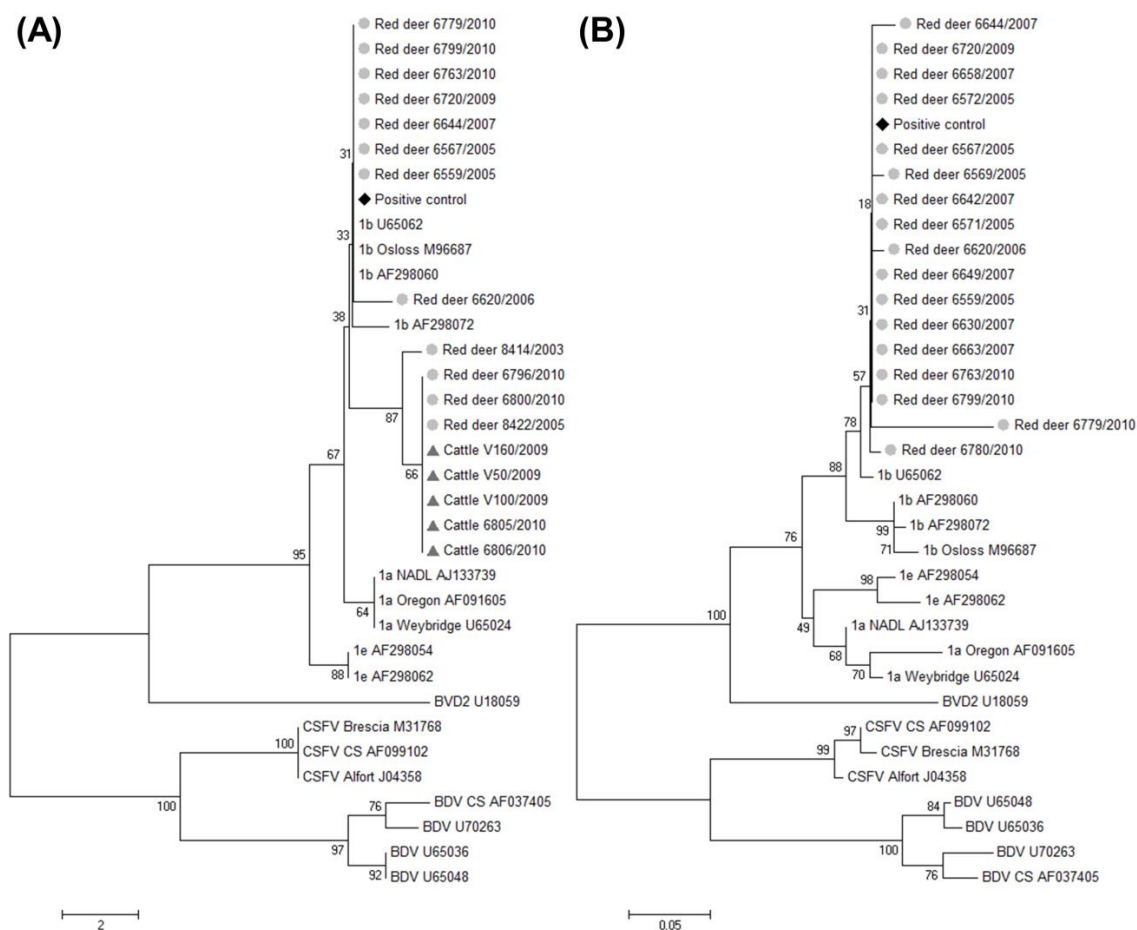 (A)
Red deer 6779/2010
Red deer 6799/2010
Red deer 6763/2010
Red deer 6720/2009
Red deer 6644/2007
31
Red deer 6567/2005
Red deer 6559/2005
Positive control
1b U65062
33
1b Osloss M96687
1b AF298060
Red deer 6620/2006
38
1b AF298072
Red deer 8414/2003
Red deer 6796/2010
Red deer 6800/2010
87
Red deer 8422/2005
Cattle V160/2009
67
Cattle V50/2009
66
Cattle V100/2009
Cattle 6805/2010
95
Cattle 6806/2010
1a NADL AJ133739
1a Oregon AF091605
64
1a Weybridge U65024
1e AF298054
88
1e AF298062
BVD2 U18059
CSFV Brescia M31768
100
CSFV CS AF099102
CSFV Alfort J04358
100
76
BDV CS AF037405
BDV U70263
97
BDV U65036
92
BDV U65048
2
(B)
Red deer 6644/2007
Red deer 6720/2009
Red deer 6658/2007
Red deer 6572/2005
Positive control
Red deer 6567/2005
Red deer 6569/2005
18
Red deer 6642/2007
Red deer 6571/2005
Red deer 6620/2006
Red deer 6649/2007
Red deer 6559/2005
31
Red deer 6630/2007
Red deer 6663/2007
57
Red deer 6763/2010
Red deer 6799/2010
78
Red deer 6779/2010
Red deer 6780/2010
88
1b U65062
1b AF298060
99
1b AF298072
76
71
1b Osloss M96687
98
1e AF298054
1e AF298062
100
49
1a NADL AJ133739
68
1a Oregon AF091605
70
1a Weybridge U65024
BVD2 U18059
97
CSFV CS AF099102
99
CSFV Brescia M31768
CSFV Alfort J04358
84
BDV U65048
BDV U65036
100
BDV U70263
76
BDV CS AF037405
0.05